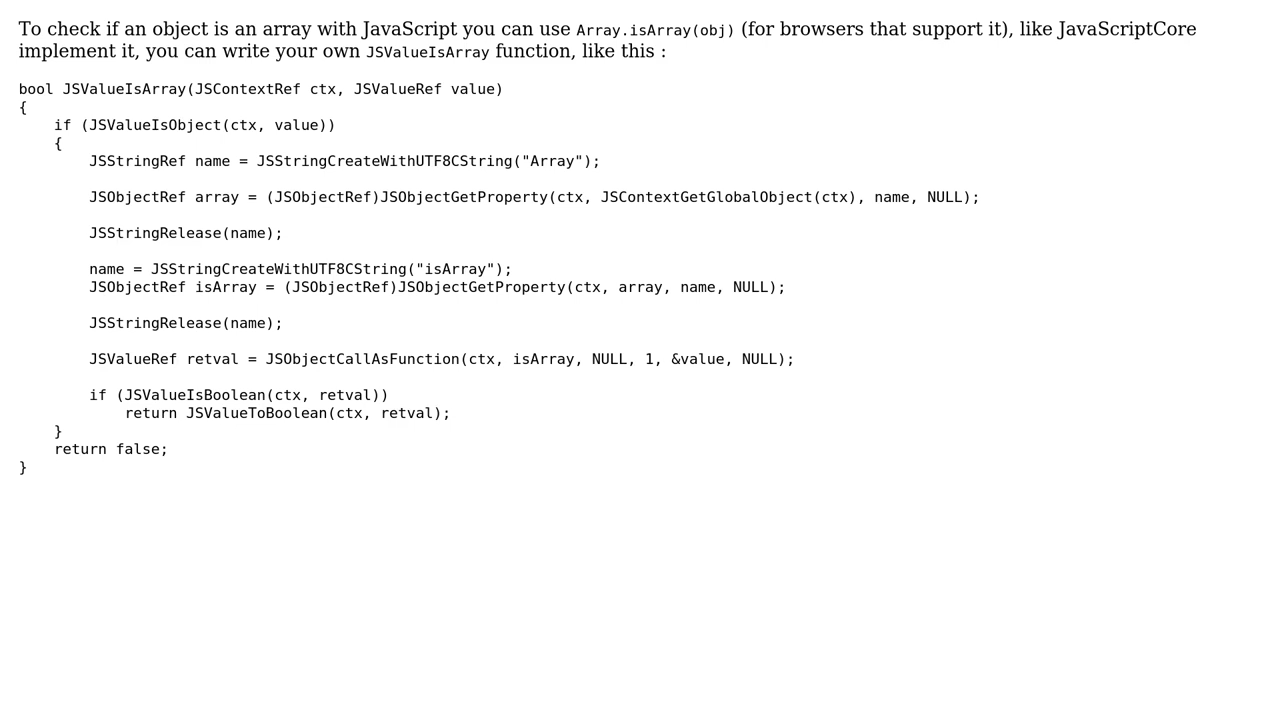 To check if an object is an array with JavaScript you can use Array.isArray(obj) (for browsers that support it), like JavaScriptCore
implement it, you can write your own JSValueIsArray function, like this :
bool JSValueIsArray(JSContextRef ctx, JSValueRef value)
{
    if (JSValueIsObject(ctx, value))
    {
        JSStringRef name = JSStringCreateWithUTF8CString("Array");
        JSObjectRef array = (JSObjectRef)JSObjectGetProperty(ctx, JSContextGetGlobalObject(ctx), name, NULL);
        JSStringRelease(name);
        name = JSStringCreateWithUTF8CString("isArray");
        JSObjectRef isArray = (JSObjectRef)JSObjectGetProperty(ctx, array, name, NULL);
        JSStringRelease(name);
        JSValueRef retval = JSObjectCallAsFunction(ctx, isArray, NULL, 1, &value, NULL);
        if (JSValueIsBoolean(ctx, retval))
            return JSValueToBoolean(ctx, retval);
    }
    return false;
}